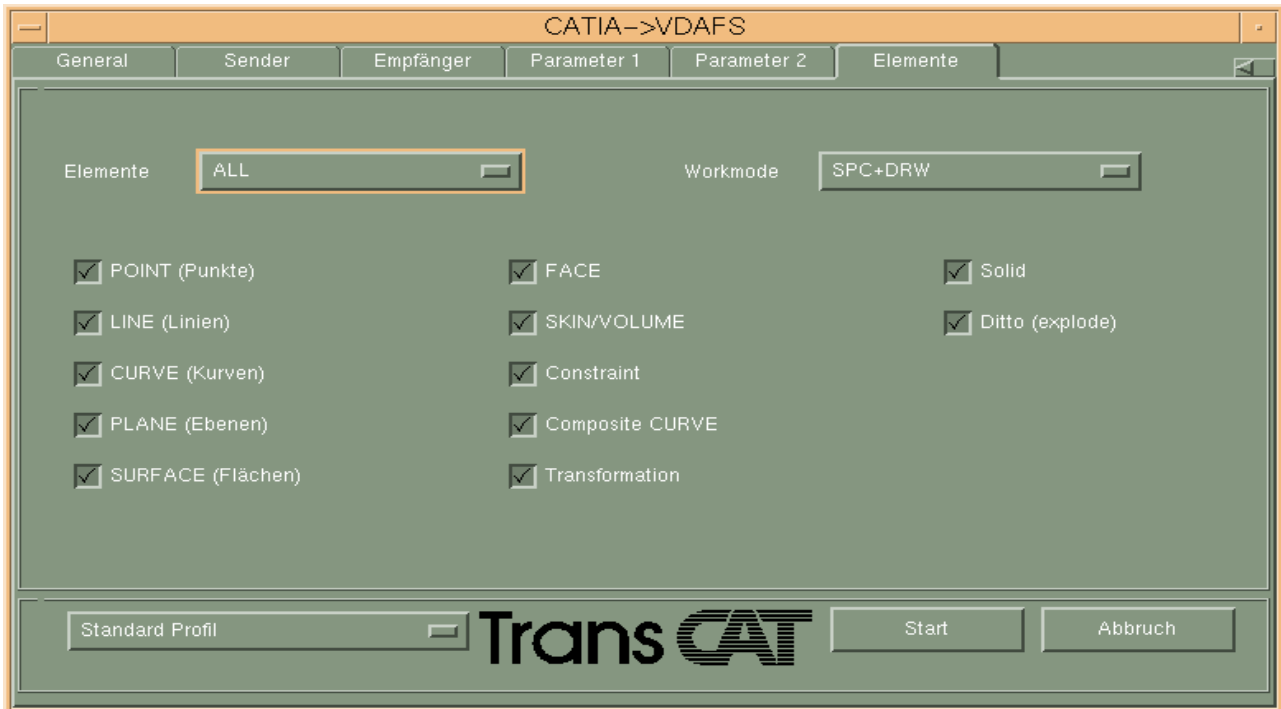 CATIA->VDAFS
General Sender Empfänger Parameter 1 Parameter 2 Elemente
Elemente ALL Workmode SPC+DRW
POINT (Punkte) FACE Solid
LINE (Linien) SKIN/VOLUME Ditto (explode)
CURVE (Kurven) Constraint
PLANE (Ebenen) Composite CURVE
SURFACE (Flächen) Transformation
Standard Profil TransCAT Start Abbruch